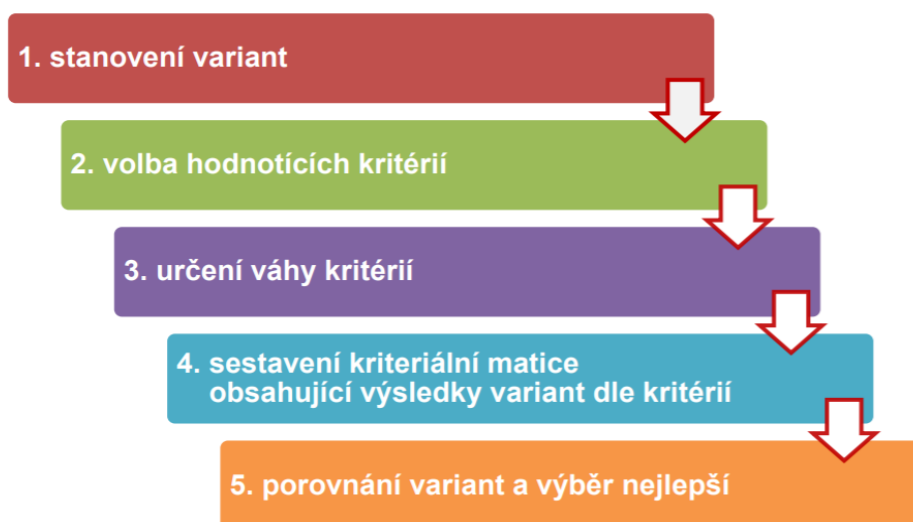 1. stanovení variant
2. volba hodnotících kritérií
3. určení váhy kritérií
4. sestavení kriteriální matice
obsahující výsledky variant dle kritérií
5. porovnání variant a výběr nejlepší